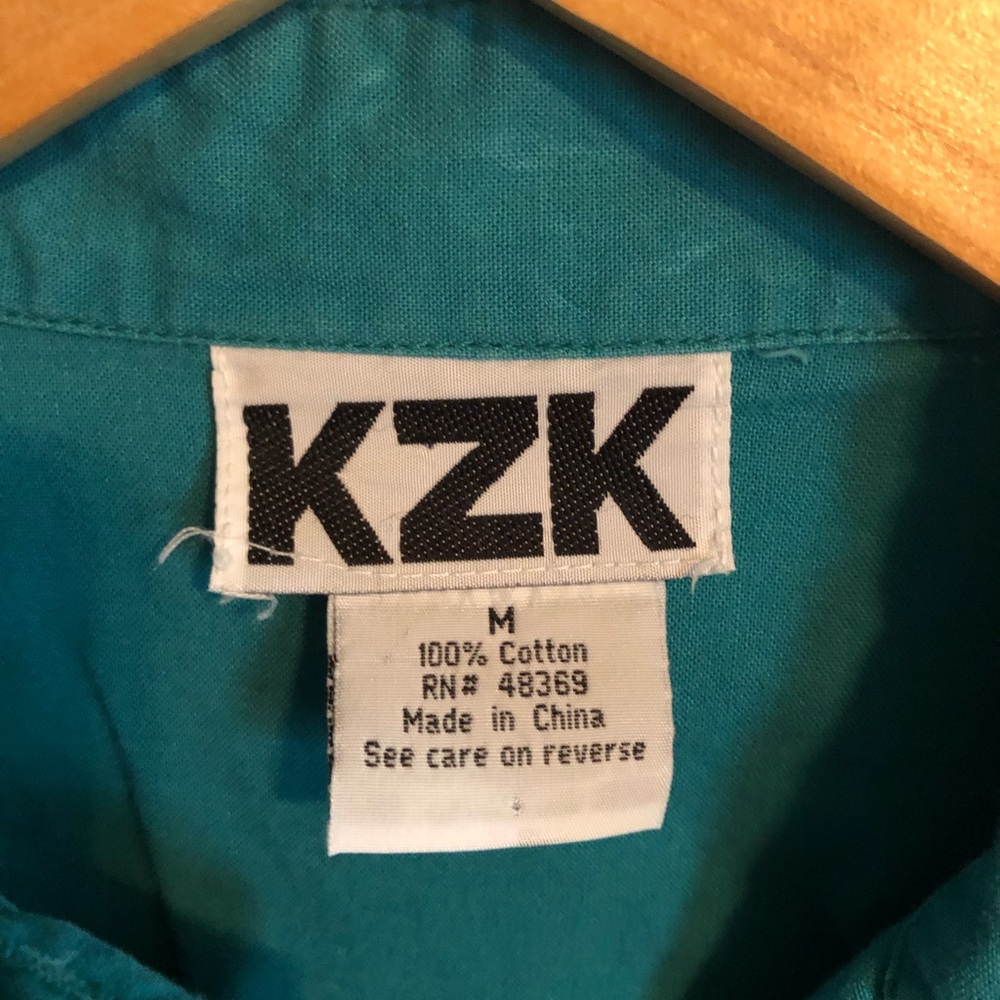 KZK
M
100% Cotton
RN# 48369
Made in China
See care on reverse